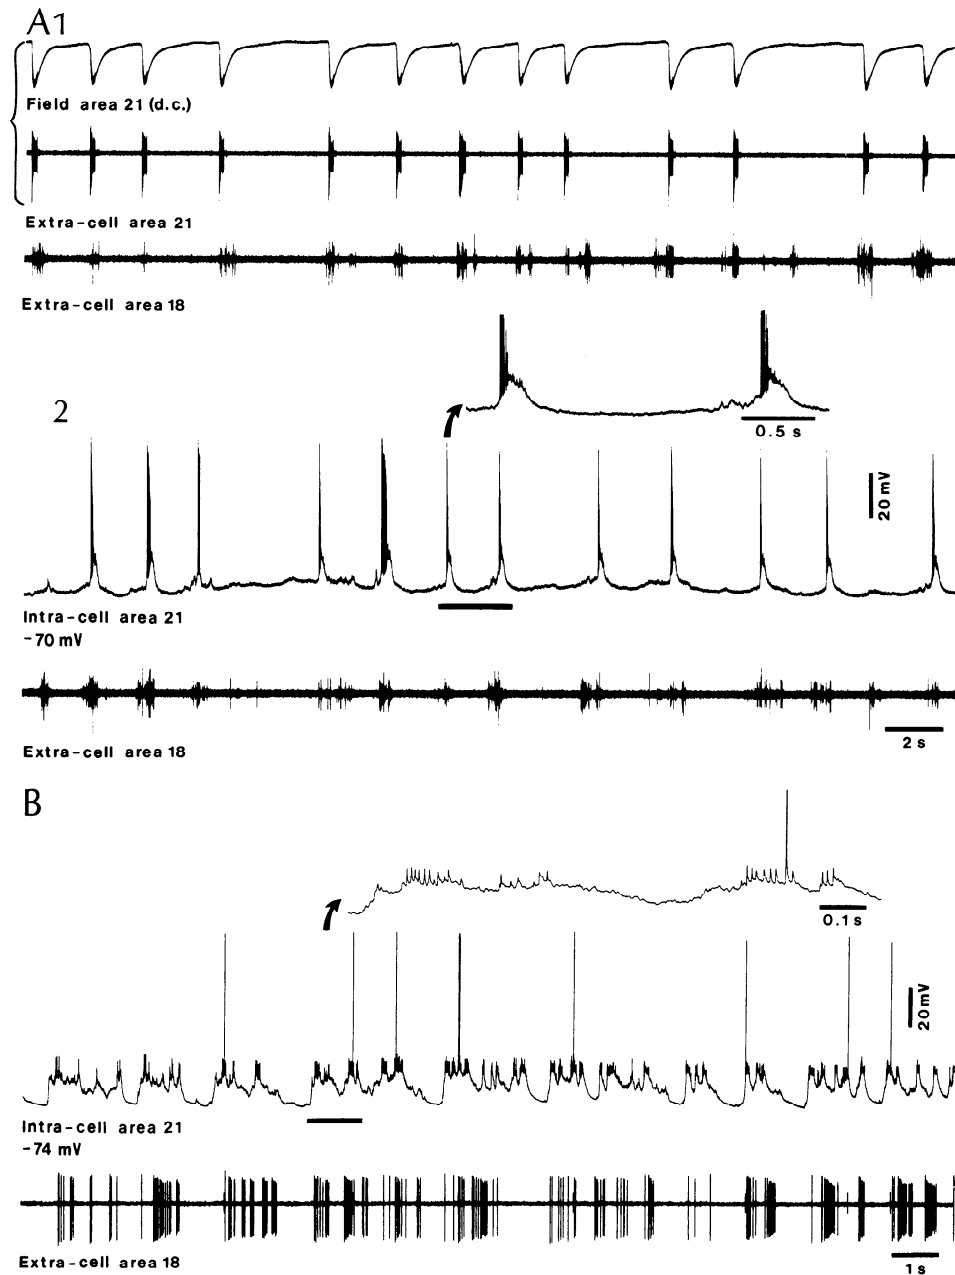 A1
Field area 21 (d.c.)
Extra-cell area 21
Extra-cell area 18
0.5 s
2
20 mV
Intra-cell area 21
-70 mV
Extra-cell area 18
2 s
B
0.1 s
20mV
Intra-cell area 21
-74 mV
Extra-cell area 18
1 s